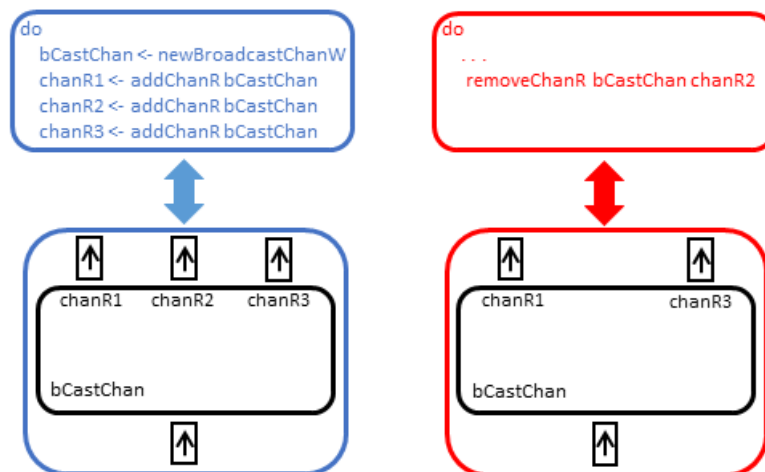 do
bCastChan <- newBroadcastChanW
chanR1 <- addChanR bCastChan
chanR2 <- addChanR bCastChan
chanR3 <- addChanR bCastChan
do
...
removeChanR bCastChan chanR2
chanR1 chanR2 chanR3
bCastChan
chanR1 chanR3
bCastChan